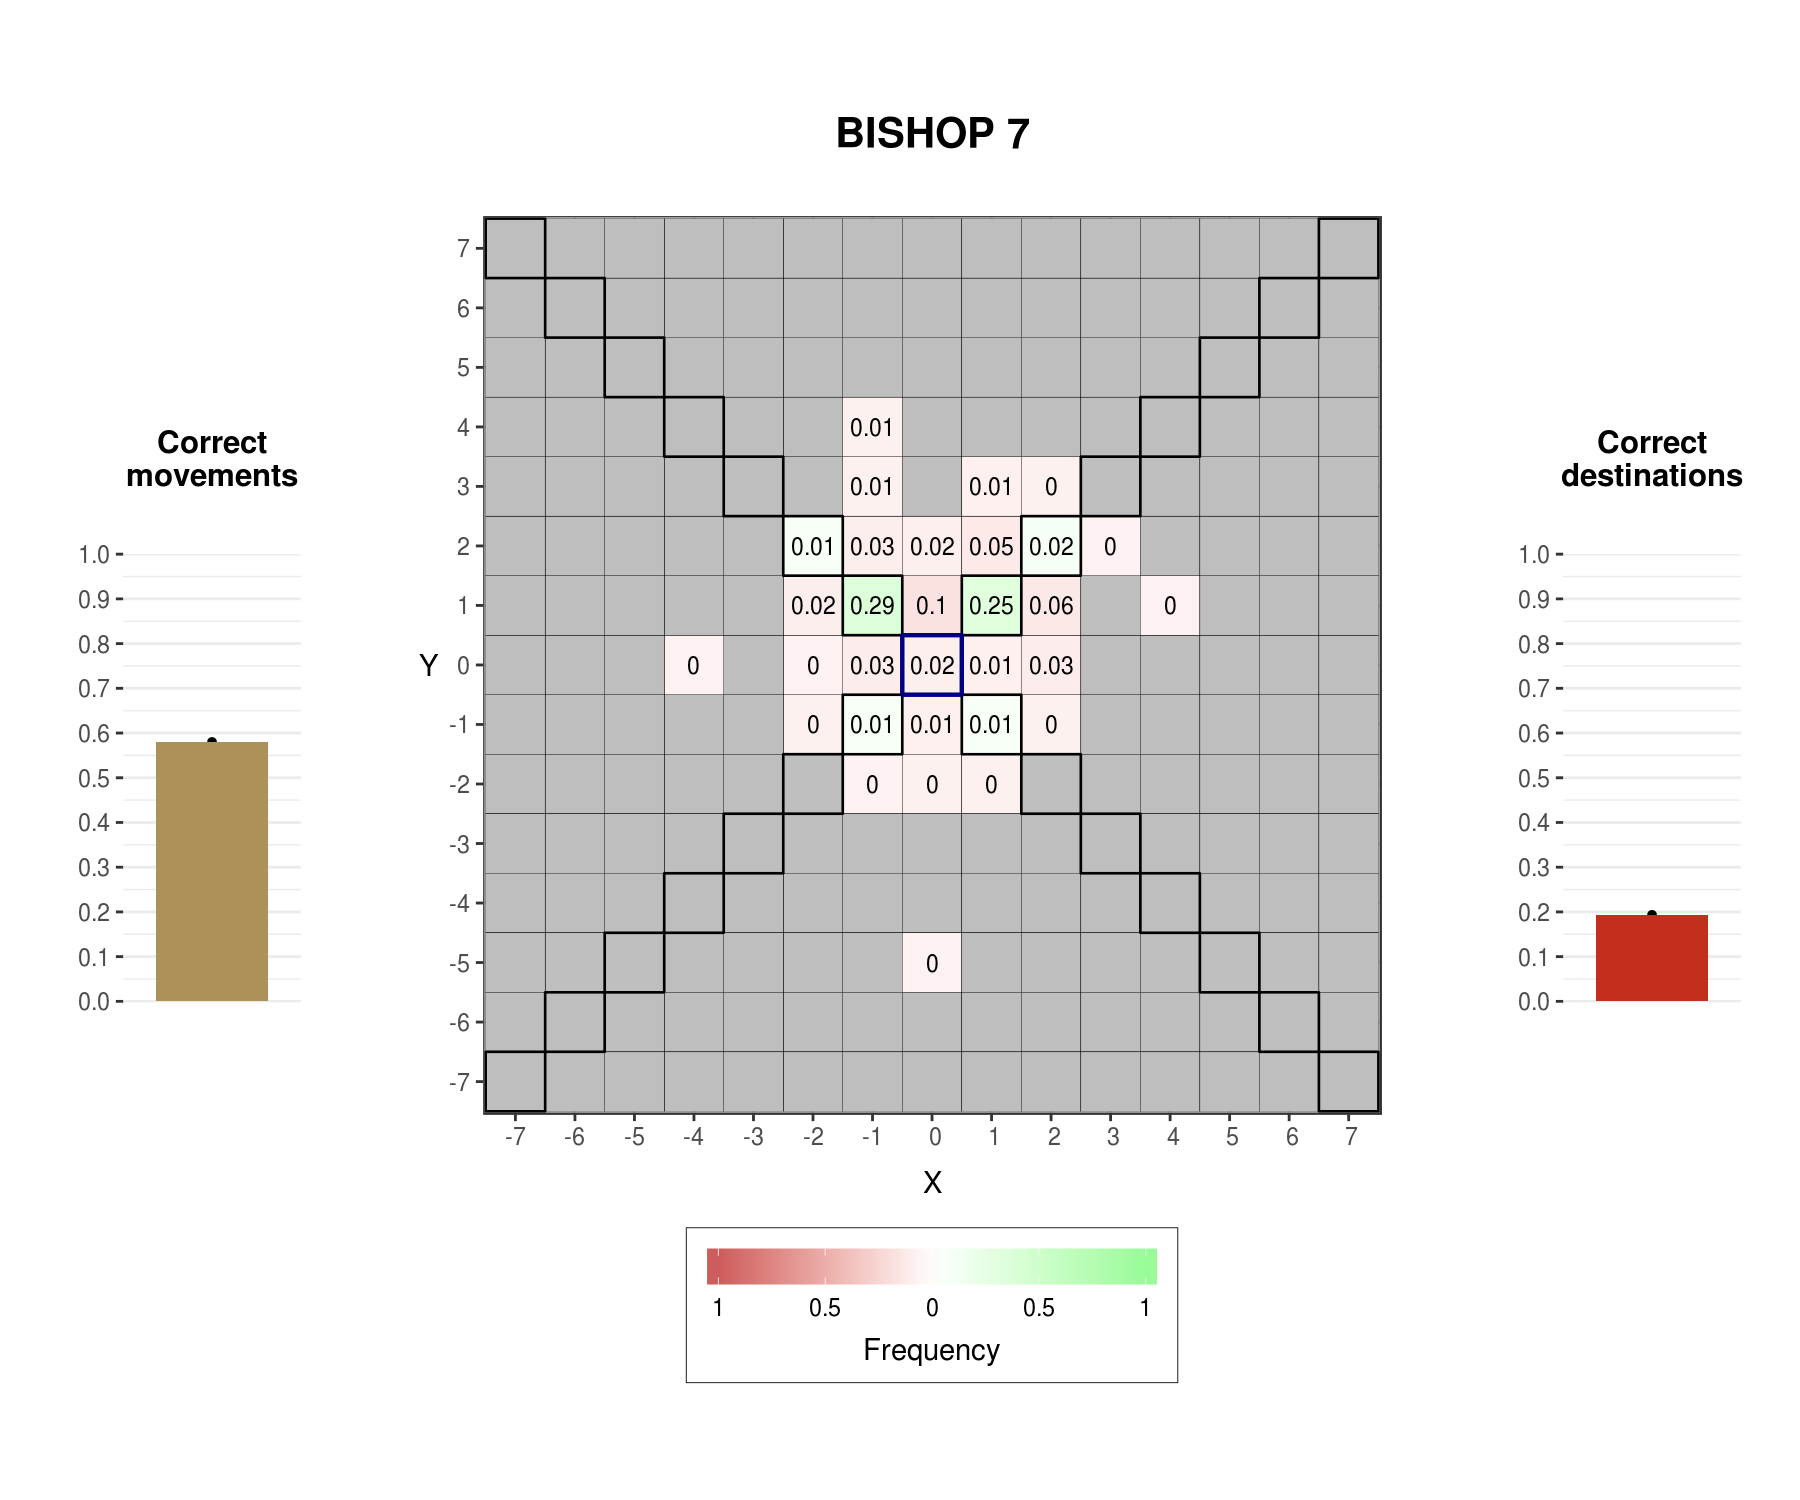 BISHOP 7
Correct
movements
1.0
0.9
0.8
0.7
0.6
0.5
0.4
0.3
0.2
0.1
0.0
Y
7
6
5
4 0.01
3 0.01 0.01 0
2 0.01 0.03 0.02 0.05 0.02 0
1 0.02 0.29 0.1 0.25 0.06 0
0 0 0 0.03 0.02 0.01 0.03
-1 0 0.01 0.01 0.01 0
-2 0 0 0
-3
-4
-5 0
-6
-7
-7 -6 -5 -4 -3 -2 -1 0 1 2 3 4 5 6 7
X
1 0.5 0 0.5 1
Frequency
Correct
destinations
1.0
0.9
0.8
0.7
0.6
0.5
0.4
0.3
0.2
0.1
0.0